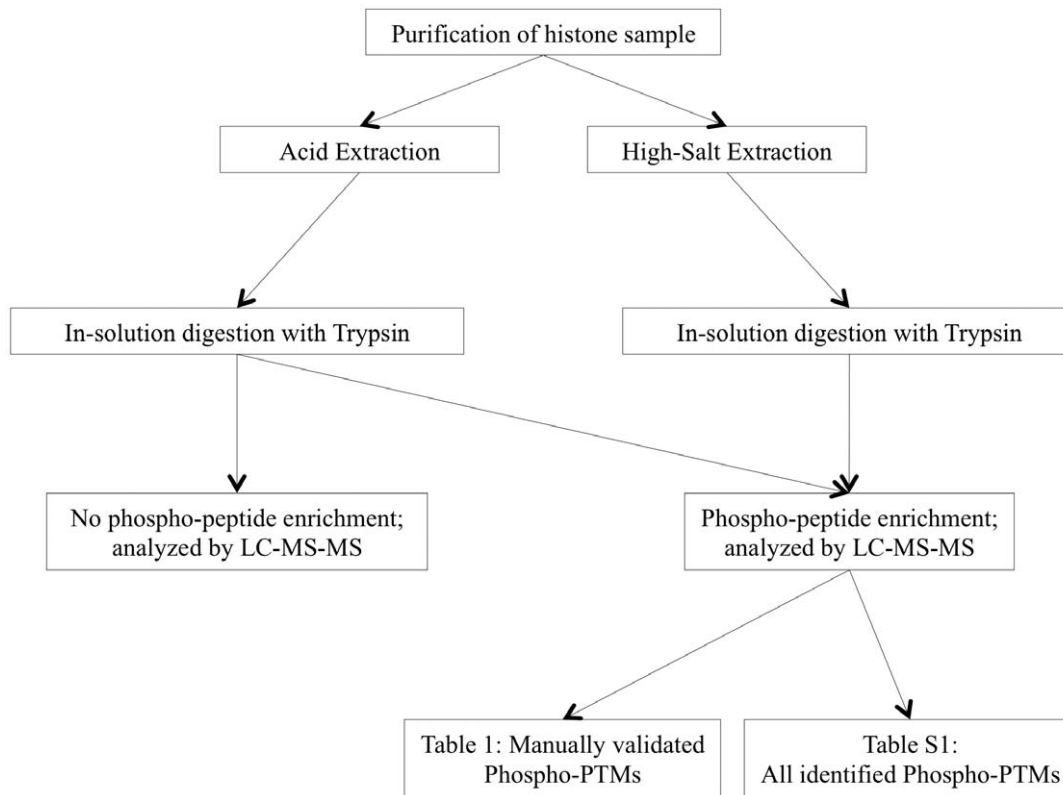 Purification of histone sample
Acid Extraction
High-Salt Extraction
In-solution digestion with Trypsin
In-solution digestion with Trypsin
No phospho-peptide enrichment;
analyzed by LC-MS-MS
Phospho-peptide enrichment;
analyzed by LC-MS-MS
Table 1: Manually validated
Phospho-PTMs
Table S1:
All identified Phospho-PTMs